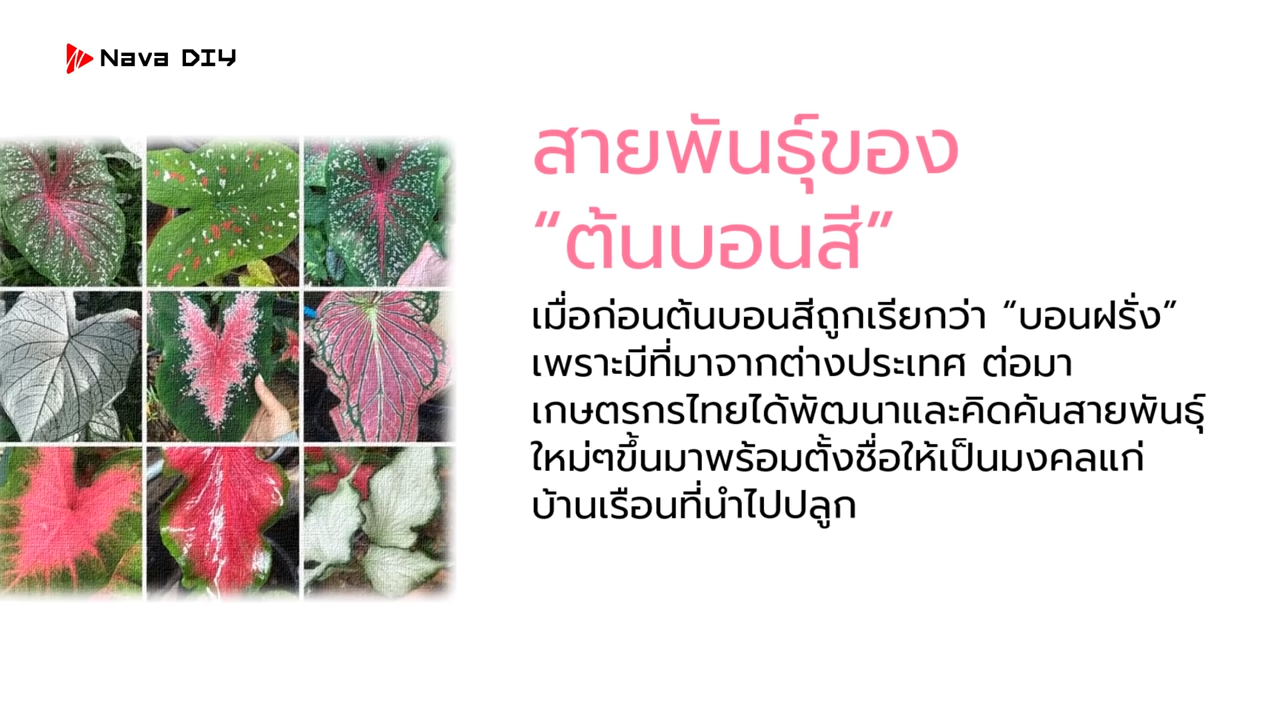 Nava DIY
สายพันธุ์ของ
“ต้นบอนสี”
เมื่อก่อนต้นบอนสีถูกเรียกว่า “บอนฝรั่ง”
เพราะมีที่มาจากต่างประเทศ ต่อมา
เกษตรกรไทยได้พัฒนาและคิดค้นสายพันธุ์
ใหม่ๆขึ้นมาพร้อมตั้งชื่อให้เป็นมงคลแก่
บ้านเรือนที่นำไปปลูก